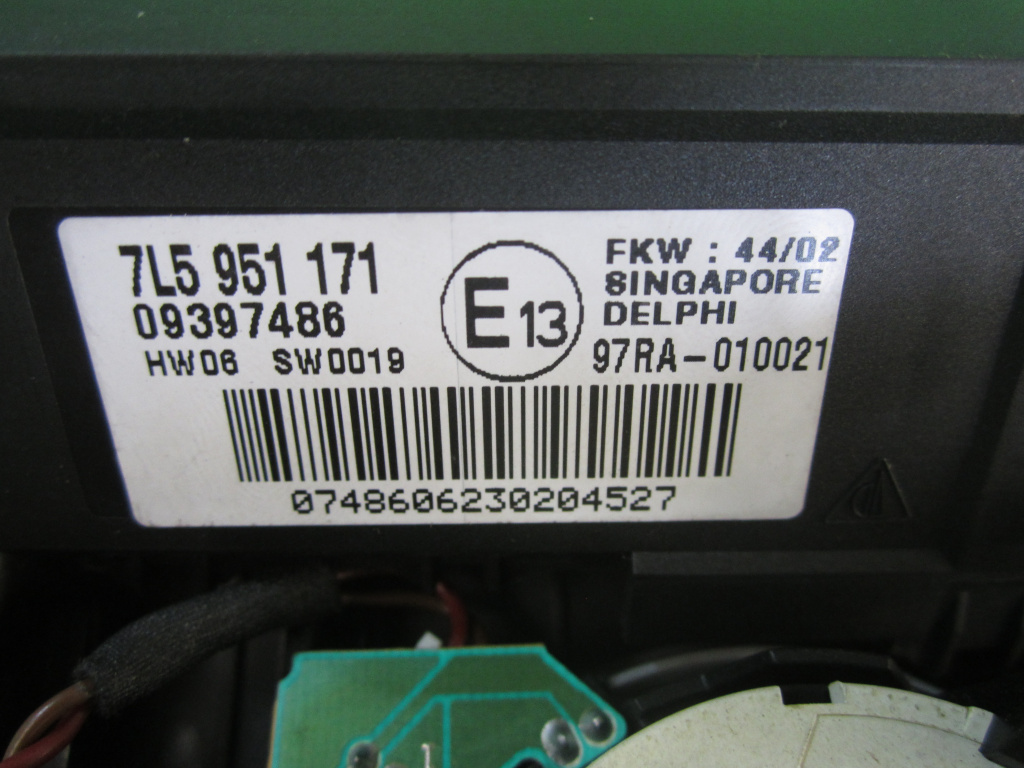 7L5 951 171
09397486
HW06 SW0019
E13
FKW : 44/02
SINGAPORE
DELPHI
97RA-010021
0748606230204527